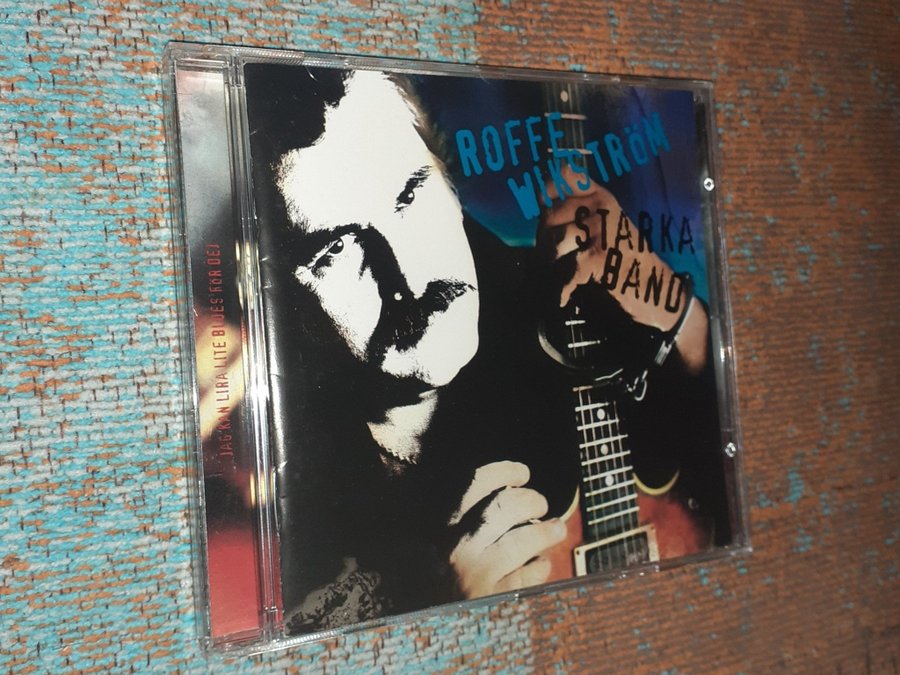 ROFFE
WIKSTRÖM
STARKA
BAND
JAG KAN LIRA LITE BLUES FÖR DEJ